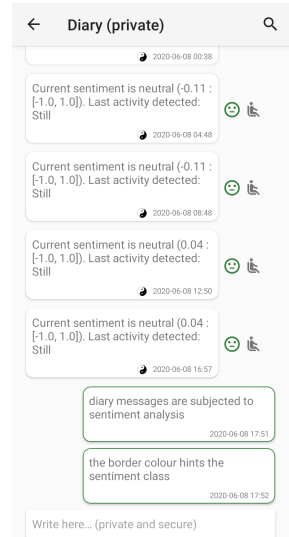 Diary (private)
2020-06-08 00:38
Current sentiment is neutral (-0.11 :
[-1.0, 1.0]). Last activity detected:
Still
2020-06-08 04:48
Current sentiment is neutral (-0.11 :
[-1.0, 1.0]). Last activity detected:
Still
2020-06-08 08:48
Current sentiment is neutral (0.04 :
[-1.0, 1.0]). Last activity detected:
Still
2020-06-08 12:50
Current sentiment is neutral (0.04 :
[-1.0, 1.0]). Last activity detected:
Still
2020-06-08 16:57
diary messages are subjected to
sentiment analysis
2020-06-08 17:51
the border colour hints the
sentiment class
2020-06-08 17:52
Write here... (private and secure)